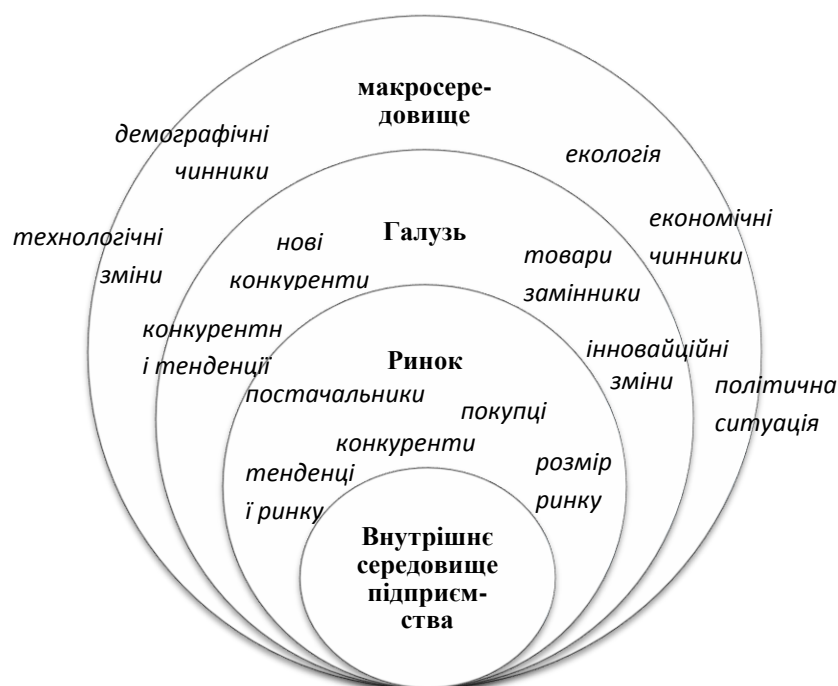 макросере-
довище
демографічні
чинники
екологія
технологічні
зміни
економічні
чинники
Галузь
нові
конкуренти
товари
замінники
конкурентн
і тенденції
інновайційні
зміни
політична
ситуація
Ринок
постачальники
покупці
конкуренти
тенденці
ї ринку
розмір
ринку
Внутрішнє
середовище
підприєм-
ства